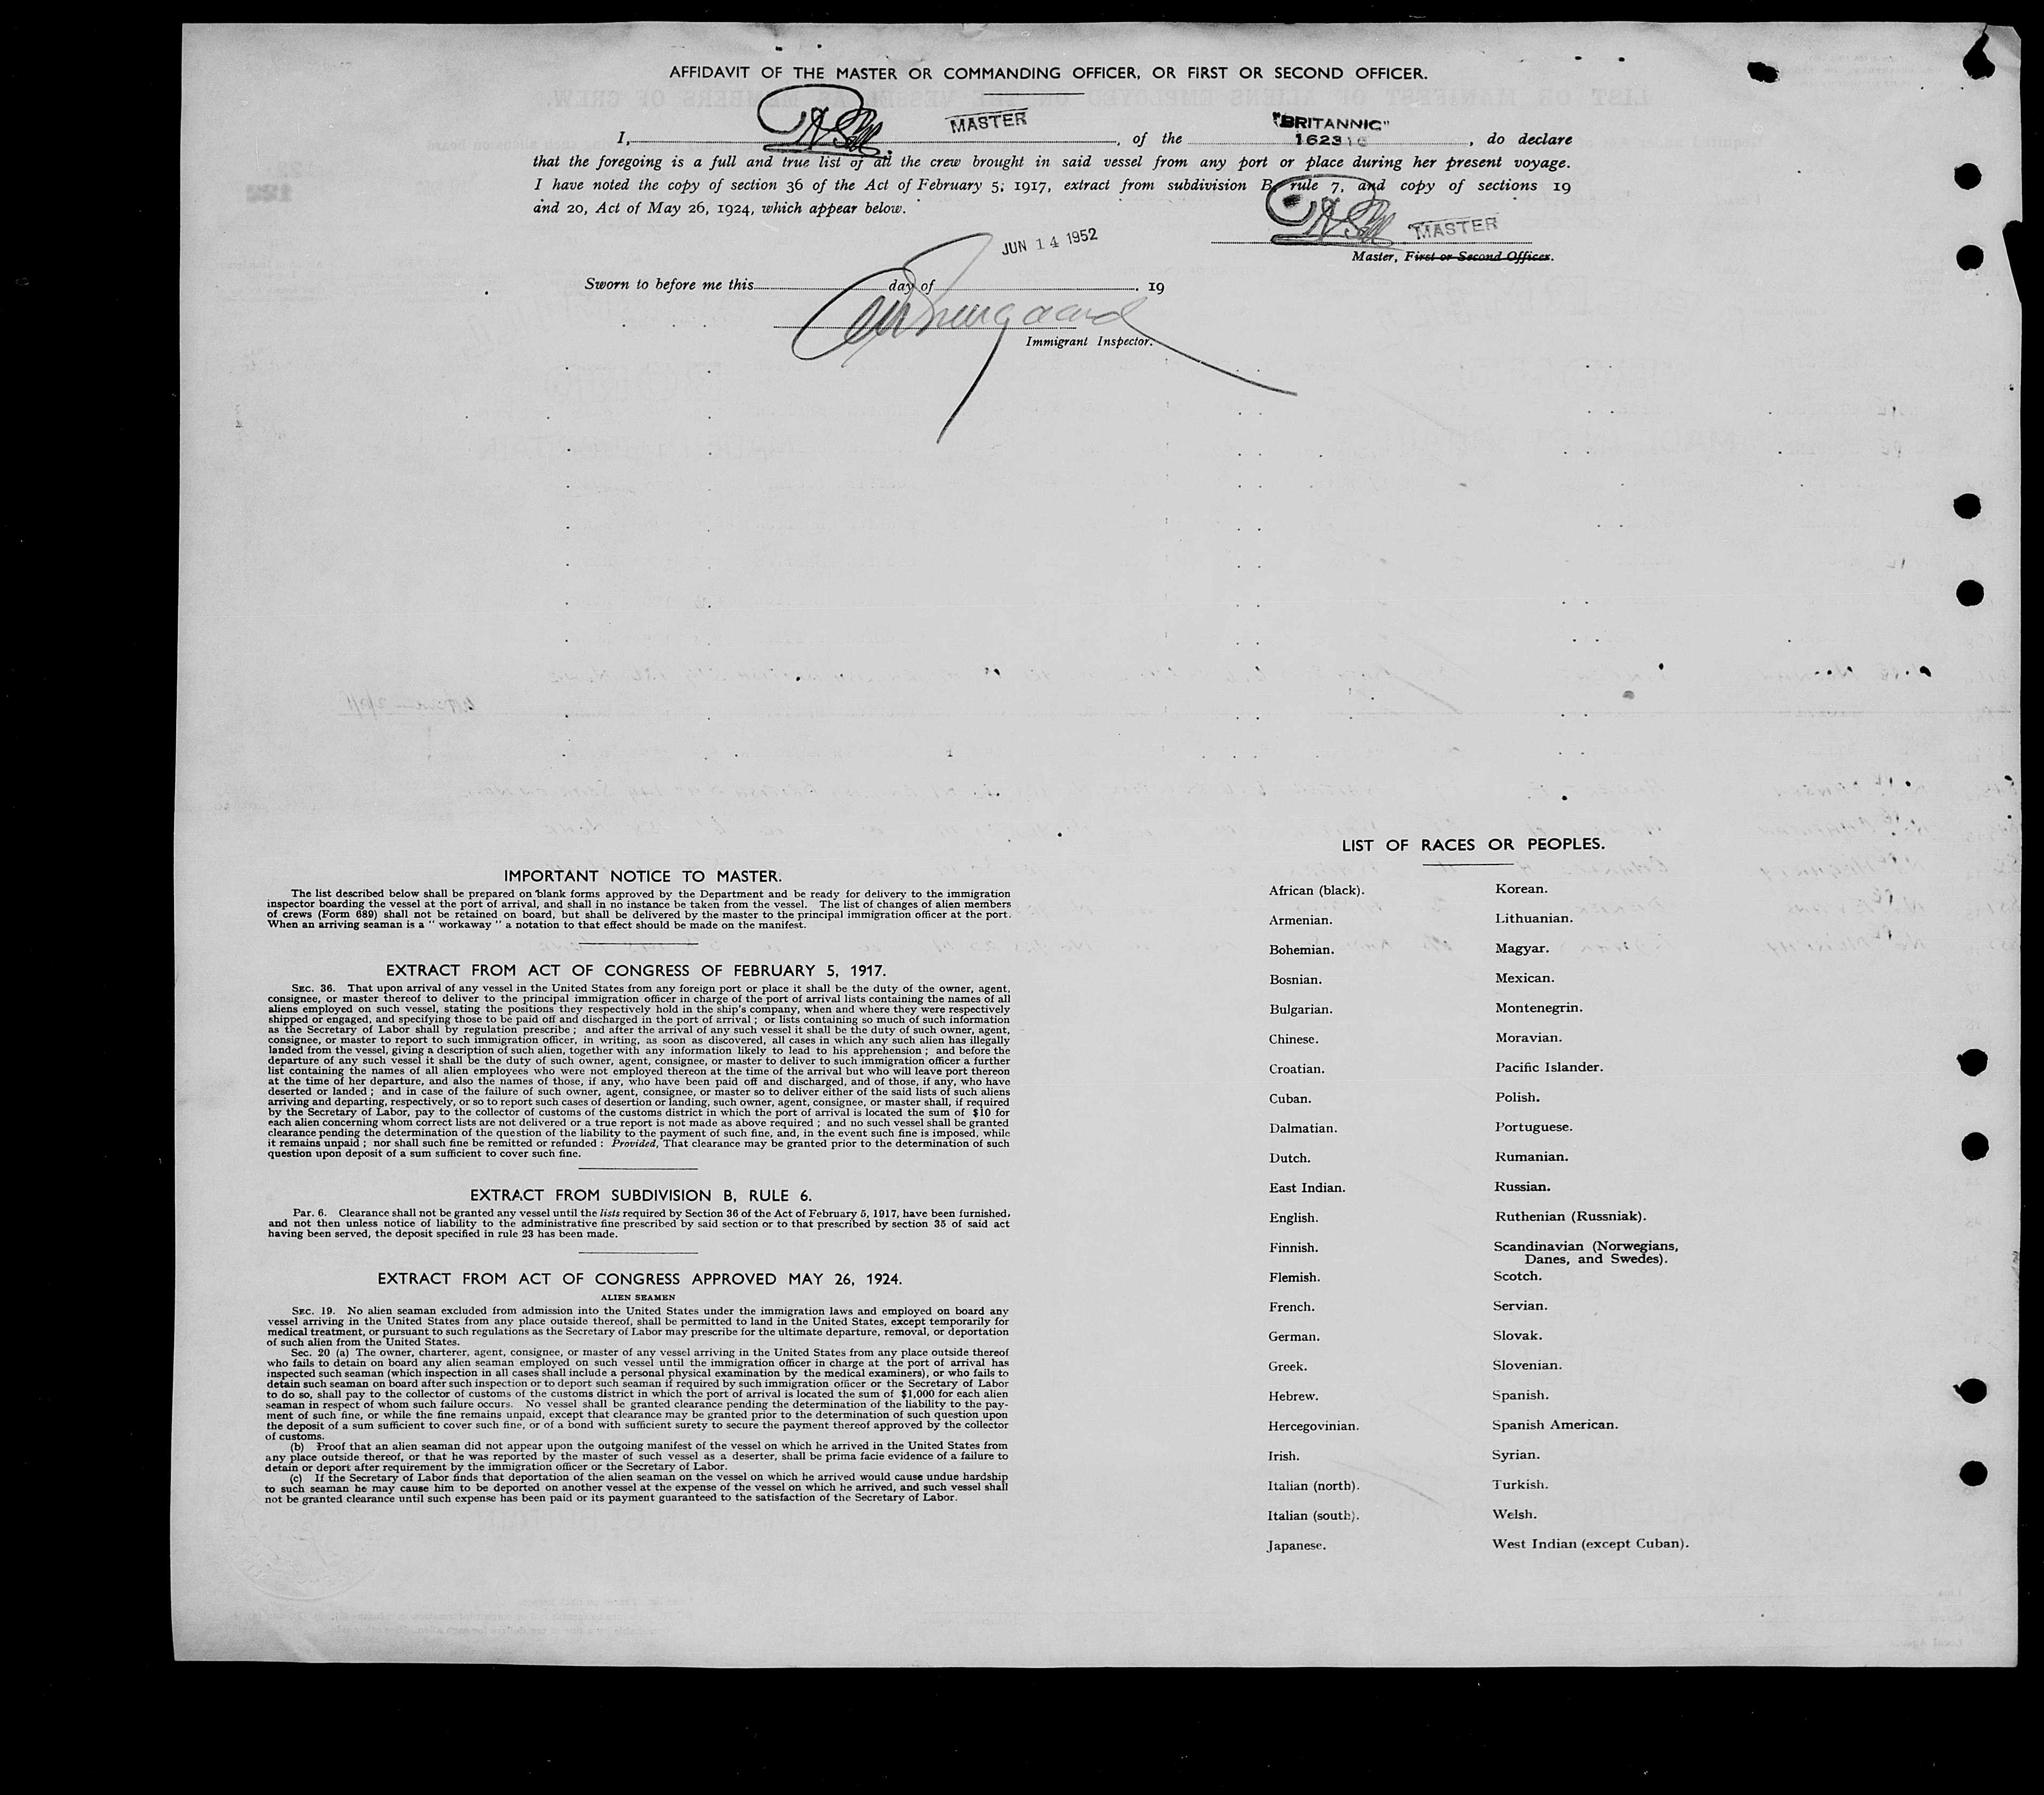 AFFIDAVIT OF THE MASTER OR COMMANDING OFFICER, OR FIRST OR SECOND OFFICER.
I, MASTER, of the "BRITANNIC" 162316, do declare
that the foregoing is a full and true list of all the crew brought in said vessel from any port or place during her present voyage.
I have noted the copy of section 36 of the Act of February 5, 1917, extract from subdivision B, rule 7, and copy of sections 19
and 20, Act of May 26, 1924, which appear below.
MASTER
Master, First or Second Officer.
JUN 14 1952
Sworn to before me this day of , 19
Immigrant Inspector.
IMPORTANT NOTICE TO MASTER.
The list described below shall be prepared on blank forms approved by the Department and be ready for delivery to the immigration
inspector boarding the vessel at the port of arrival, and shall in no instance be taken from the vessel. The list of changes of alien members
of crews (Form 689) shall not be retained on board, but shall be delivered by the master to the principal immigration officer at the port.
When an arriving seaman is a " workaway " a notation to that effect should be made on the manifest.
EXTRACT FROM ACT OF CONGRESS OF FEBRUARY 5, 1917.
SEC. 36. That upon arrival of any vessel in the United States from any foreign port or place it shall be the duty of the owner, agent,
consignee, or master thereof to deliver to the principal immigration officer in charge of the port of arrival lists containing the names of all
aliens employed on such vessel, stating the positions they respectively hold in the ship's company, when and where they were respectively
shipped or engaged, and specifying those to be paid off and discharged in the port of arrival ; or lists containing so much of such information
as the Secretary of Labor shall by regulation prescribe ; and after the arrival of any such vessel it shall be the duty of such owner, agent,
consignee, or master to report to such immigration officer, in writing, as soon as discovered, all cases in which any such alien has illegally
landed from the vessel, giving a description of such alien, together with any information likely to lead to his apprehension ; and before the
departure of any such vessel it shall be the duty of such owner, agent, consignee, or master to deliver to such immigration officer a further
list containing the names of all alien employees who were not employed thereon at the time of the arrival but who will leave port thereon
at the time of her departure, and also the names of those, if any, who have been paid off and discharged, and of those, if any, who have
deserted or landed ; and in case of the failure of such owner, agent, consignee, or master so to deliver either of the said lists of such aliens
arriving and departing, respectively, or so to report such cases of desertion or landing, such owner, agent, consignee, or master shall, if required
by the Secretary of Labor, pay to the collector of customs of the customs district in which the port of arrival is located the sum of $10 for
each alien concerning whom correct lists are not delivered or a true report is not made as above required ; and no such vessel shall be granted
clearance pending the determination of the question of the liability to the payment of such fine, and, in the event such fine is imposed, while
it remains unpaid ; nor shall such fine be remitted or refunded : Provided, That clearance may be granted prior to the determination of such
question upon deposit of a sum sufficient to cover such fine.
EXTRACT FROM SUBDIVISION B, RULE 6.
Par. 6. Clearance shall not be granted any vessel until the lists required by Section 36 of the Act of February 5, 1917, have been furnished,
and not then unless notice of liability to the administrative fine prescribed by said section or to that prescribed by section 35 of said act
having been served, the deposit specified in rule 23 has been made.
EXTRACT FROM ACT OF CONGRESS APPROVED MAY 26, 1924.
ALIEN SEAMEN
SEC. 19. No alien seaman excluded from admission into the United States under the immigration laws and employed on board any
vessel arriving in the United States from any place outside thereof, shall be permitted to land in the United States, except temporarily for
medical treatment, or pursuant to such regulations as the Secretary of Labor may prescribe for the ultimate departure, removal, or deportation
of such alien from the United States.
Sec. 20 (a) The owner, charterer, agent, consignee, or master of any vessel arriving in the United States from any place outside thereof
who fails to detain on board any alien seaman employed on such vessel until the immigration officer in charge at the port of arrival has
inspected such seaman (which inspection in all cases shall include a personal physical examination by the medical examiners), or who fails to
detain such seaman on board after such inspection or to deport such seaman if required by such immigration officer or the Secretary of Labor
to do so, shall pay to the collector of customs of the customs district in which the port of arrival is located the sum of $1,000 for each alien
seaman in respect of whom such failure occurs. No vessel shall be granted clearance pending the determination of the liability to the pay-
ment of such fine, or while the fine remains unpaid, except that clearance may be granted prior to the determination of such question upon
the deposit of a sum sufficient to cover such fine, or of a bond with sufficient surety to secure the payment thereof approved by the collector
of customs.
(b) Proof that an alien seaman did not appear upon the outgoing manifest of the vessel on which he arrived in the United States from
any place outside thereof, or that he was reported by the master of such vessel as a deserter, shall be prima facie evidence of a failure to
detain or deport after requirement by the immigration officer or the Secretary of Labor.
(c) If the Secretary of Labor finds that deportation of the alien seaman on the vessel on which he arrived would cause undue hardship
to such seaman he may cause him to be deported on another vessel at the expense of the vessel on which he arrived, and such vessel shall
not be granted clearance until such expense has been paid or its payment guaranteed to the satisfaction of the Secretary of Labor.
LIST OF RACES OR PEOPLES.
African (black).
Armenian.
Bohemian.
Bosnian.
Bulgarian.
Chinese.
Croatian.
Cuban.
Dalmatian.
Dutch.
East Indian.
English.
Finnish.
Flemish.
French.
German.
Greek.
Hebrew.
Hercegovinian.
Irish.
Italian (north).
Italian (south).
Japanese.
Korean.
Lithuanian.
Magyar.
Mexican.
Montenegrin.
Moravian.
Pacific Islander.
Polish.
Portuguese.
Rumanian.
Russian.
Ruthenian (Russniak).
Scandinavian (Norwegians,
Danes, and Swedes).
Scotch.
Servian.
Slovak.
Slovenian.
Spanish.
Spanish American.
Syrian.
Turkish.
Welsh.
West Indian (except Cuban).